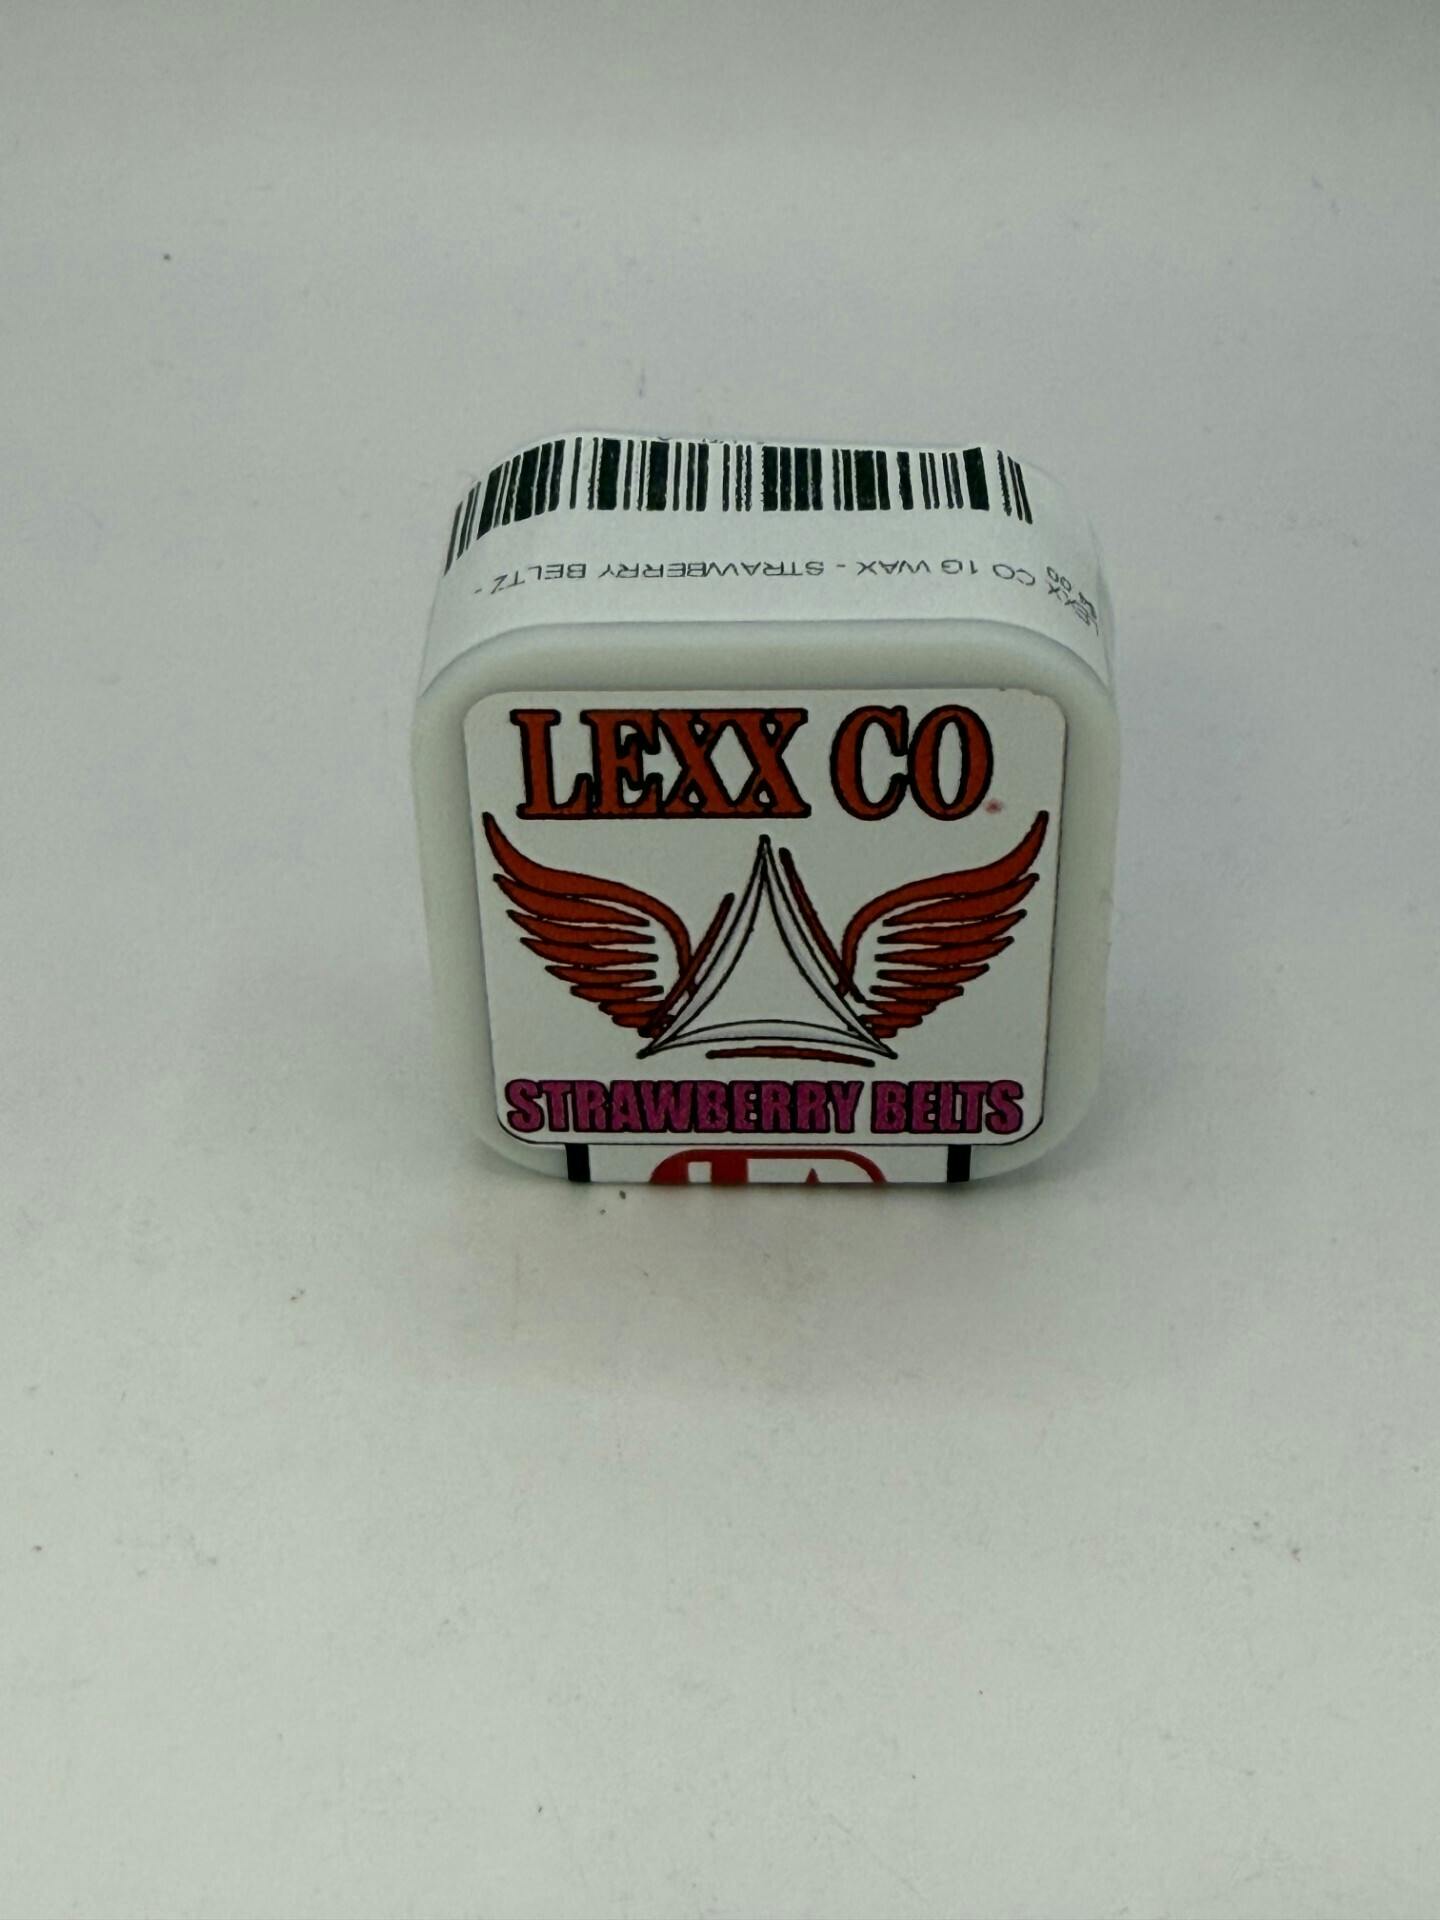 LEXX CO 1G WAX - STRAWBERRY BELTZ -
LEXX CO
STRAWBERRY BELTS